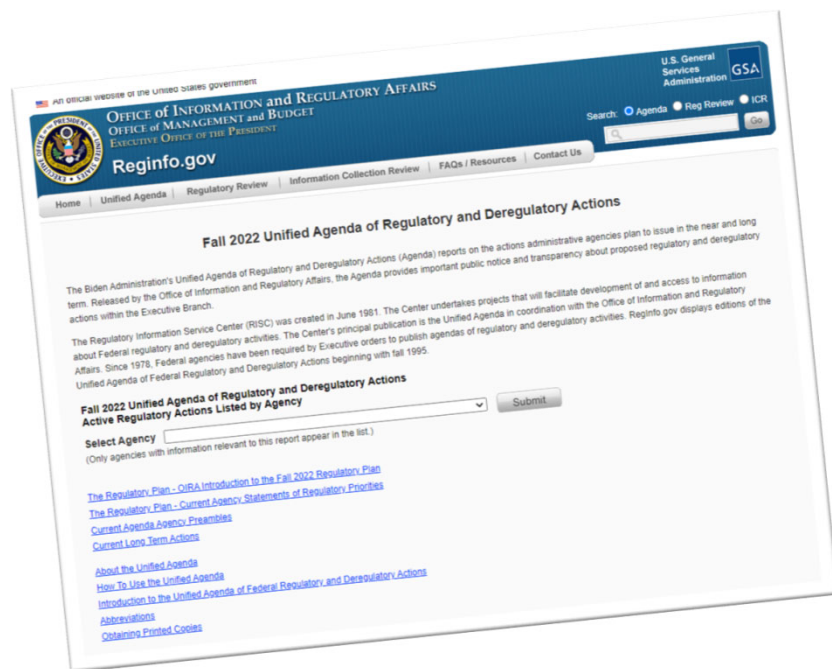 An official website of the United States government
OFFICE of INFORMATION and REGULATORY AFFAIRS
OFFICE of MANAGEMENT and BUDGET
EXECUTIVE OFFICE OF THE PRESIDENT
Reginfo.gov
U.S. General
Services
Administration
GSA
Search: Agenda Reg Review ICR
Go
Home | Unified Agenda | Regulatory Review | Information Collection Review | FAQs / Resources | Contact Us
Fall 2022 Unified Agenda of Regulatory and Deregulatory Actions
The Biden Administration's Unified Agenda of Regulatory and Deregulatory Actions (Agenda) reports on the actions administrative agencies plan to issue in the near and long
term. Released by the Office of Information and Regulatory Affairs, the Agenda provides important public notice and transparency about proposed regulatory and deregulatory
actions within the Executive Branch.
The Regulatory Information Service Center (RISC) was created in June 1981. The Center undertakes projects that will facilitate development of and access to information
about Federal regulatory and deregulatory activities. The Center's principal publication is the Unified Agenda in coordination with the Office of Information and Regulatory
Affairs. Since 1978, Federal agencies have been required by Executive orders to publish agendas of regulatory and deregulatory activities. RegInfo.gov displays editions of the
Unified Agenda of Federal Regulatory and Deregulatory Actions beginning with fall 1995.
Fall 2022 Unified Agenda of Regulatory and Deregulatory Actions
Active Regulatory Actions Listed by Agency
Select Agency
Submit
(Only agencies with information relevant to this report appear in the list.)
The Regulatory Plan - OIRA Introduction to the Fall 2022 Regulatory Plan
The Regulatory Plan - Current Agency Statements of Regulatory Priorities
Current Agenda Agency Preambles
Current Long Term Actions
About the Unified Agenda
How To Use the Unified Agenda
Introduction to the Unified Agenda of Federal Regulatory and Deregulatory Actions
Abbreviations
Obtaining Printed Copies